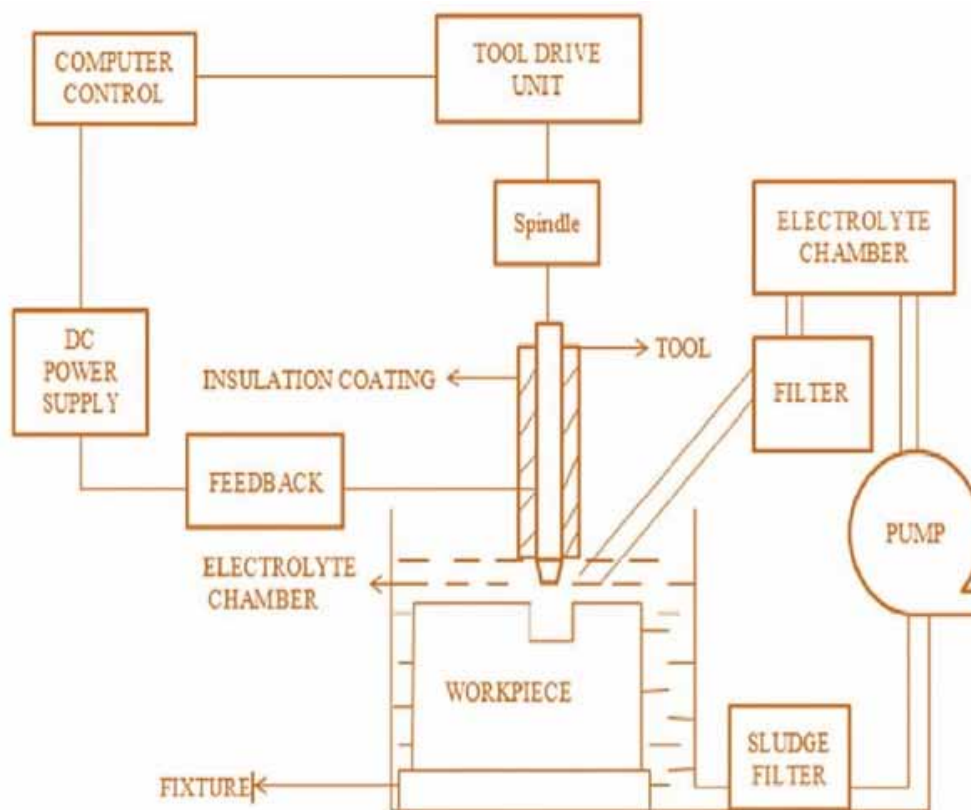 COMPUTER
CONTROL
TOOL DRIVE
UNIT
Spindle
ELECTROLYTE
CHAMBER
DC
POWER
SUPPLY
INSULATION COATING
TOOL
FILTER
FEEDBACK
PUMP
ELECTROLYTE
CHAMBER
WORKPIECE
SLUDGE
FILTER
FIXTURE